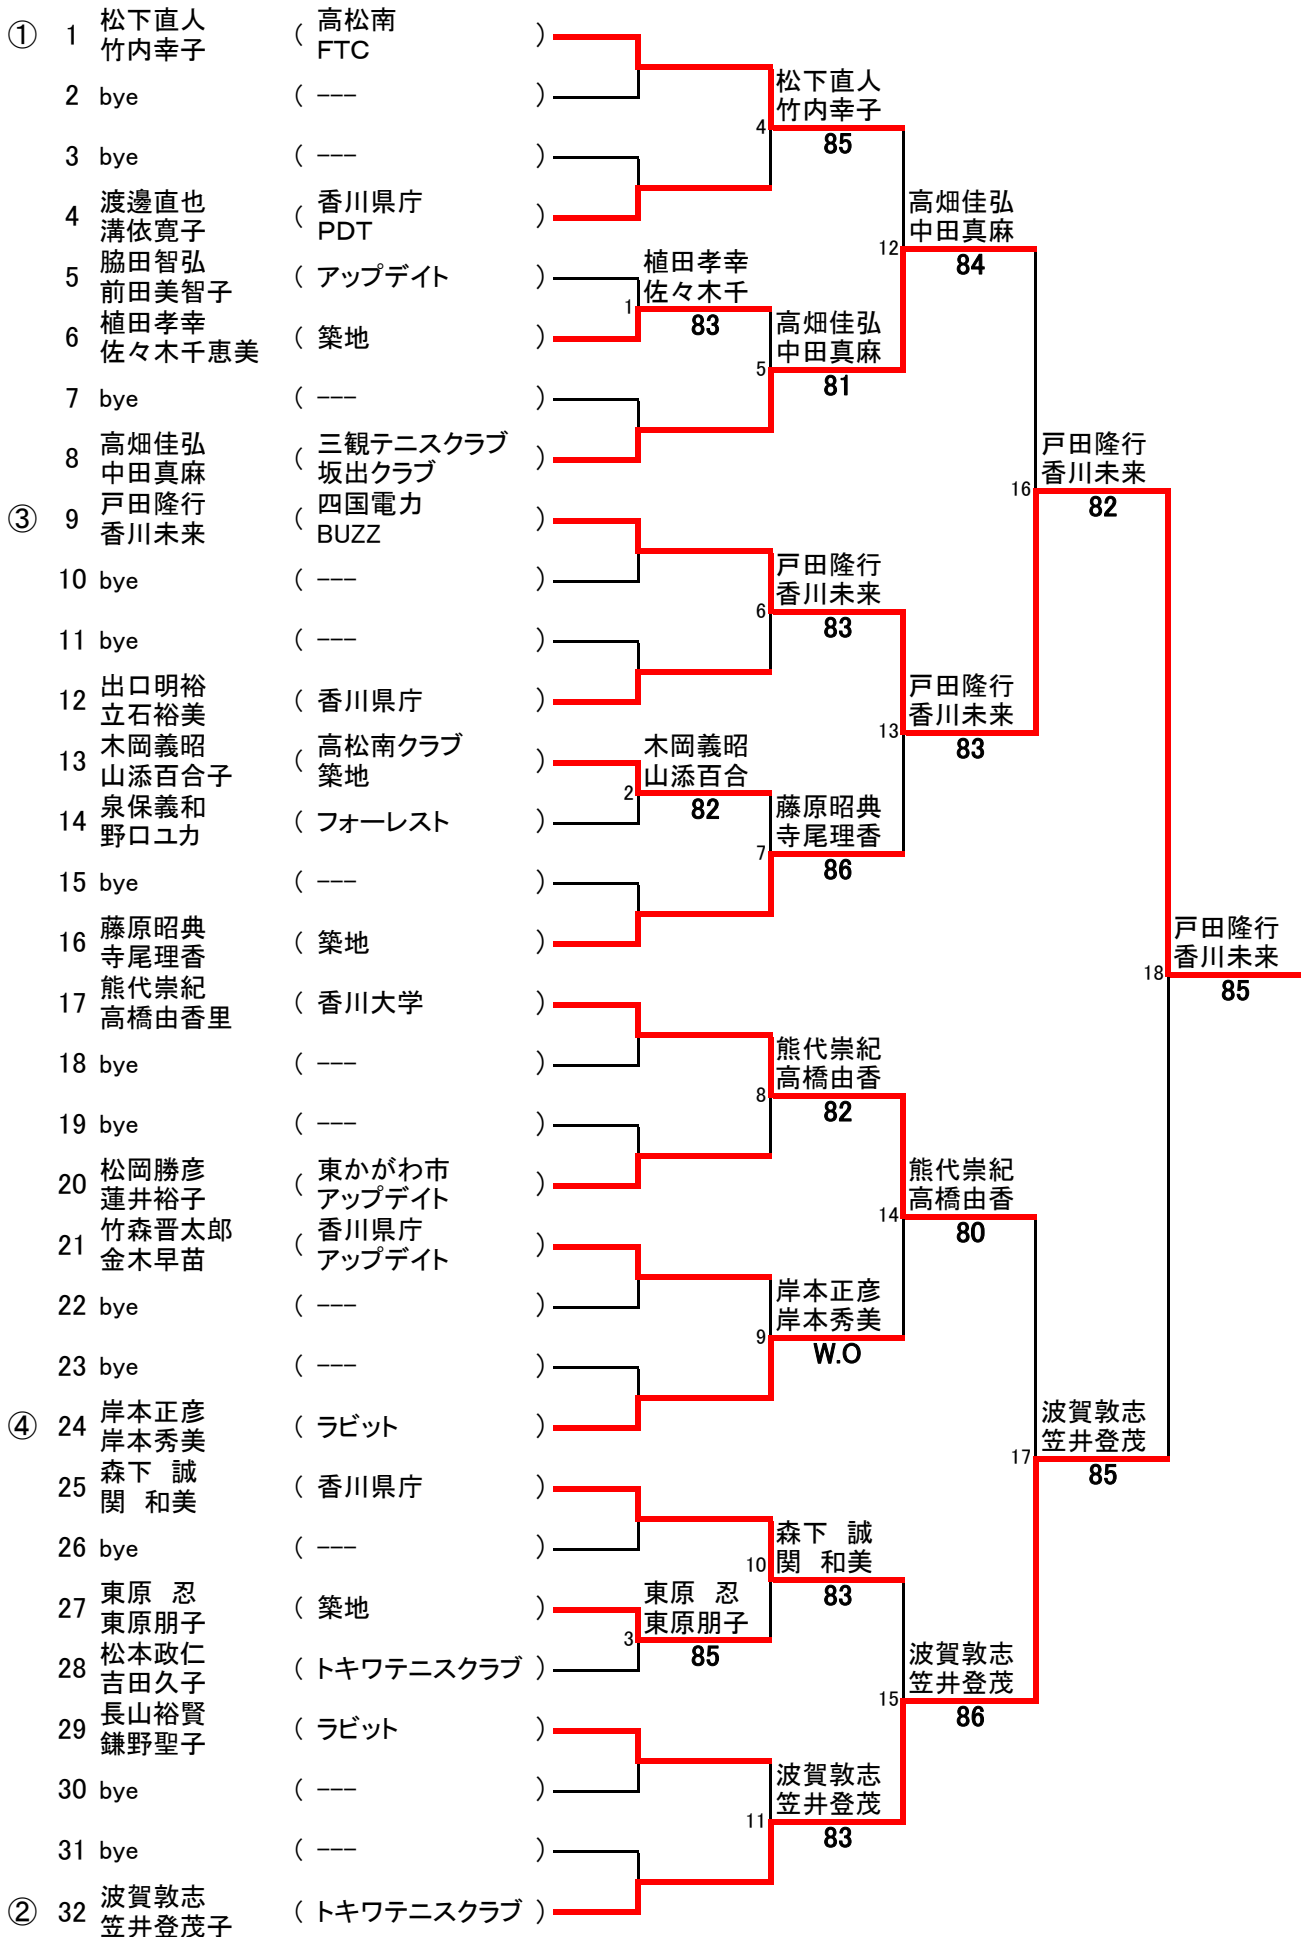 ① 1 松下直人 竹内幸子 ( 高松南 FTC )
2 bye ( --- )
3 bye ( --- )
4 渡邊直也 溝依寛子 ( 香川県庁 PDT )
5 脇田智弘 前田美智子 ( アップデイト )
6 植田孝幸 佐々木千恵美 ( 築地 )
7 bye ( --- )
8 高畑佳弘 中田真麻 ( 三観テニスクラブ 坂出クラブ )
③ 9 戸田隆行 香川未来 ( 四国電力 BUZZ )
10 bye ( --- )
11 bye ( --- )
12 出口明裕 立石裕美 ( 香川県庁 )
13 木岡義昭 山添百合子 ( 高松南クラブ 築地 )
14 泉保義和 野口ユカ ( フォーレスト )
15 bye ( --- )
16 藤原昭典 寺尾理香 ( 築地 )
17 熊代崇紀 高橋由香里 ( 香川大学 )
18 bye ( --- )
19 bye ( --- )
20 松岡勝彦 蓮井裕子 ( 東かがわ市 アップデイト )
21 竹森晋太郎 金木早苗 ( 香川県庁 アップデイト )
22 bye ( --- )
23 bye ( --- )
④ 24 岸本正彦 岸本秀美 ( ラビット )
25 森下 誠 関 和美 ( 香川県庁 )
26 bye ( --- )
27 東原 忍 東原朋子 ( 築地 )
28 松本政仁 吉田久子 ( トキワテニスクラブ )
29 長山裕賢 鎌野聖子 ( ラビット )
30 bye ( --- )
31 bye ( --- )
② 32 波賀敦志 笠井登茂子 ( トキワテニスクラブ )
1 植田孝幸 佐々木千 83
2 木岡義昭 山添百合 82
3 東原 忍 東原朋子 85
4 松下直人 竹内幸子 85
5 高畑佳弘 中田真麻 81
6 戸田隆行 香川未来 83
7 藤原昭典 寺尾理香 86
8 熊代崇紀 高橋由香 82
9 岸本正彦 岸本秀美 W.O
10 森下 誠 関 和美 83
11 波賀敦志 笠井登茂 83
12 高畑佳弘 中田真麻 84
13 戸田隆行 香川未来 83
14 熊代崇紀 高橋由香 80
15 波賀敦志 笠井登茂 86
16 戸田隆行 香川未来 82
17 波賀敦志 笠井登茂 85
18 戸田隆行 香川未来 85